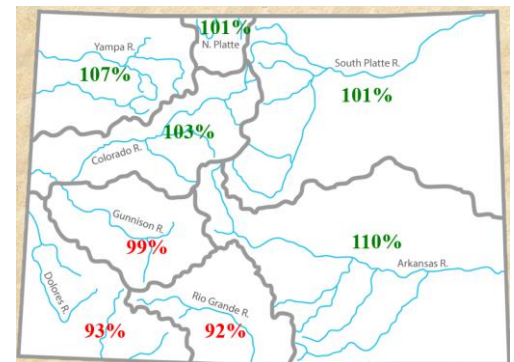 101%
N. Platte
Yampa R.
107%
South Platte R.
101%
103%
Colorado R.
Gunnison R.
99%
110%
Arkansas R.
Dolores R.
93%
Rio Grande R.
92%